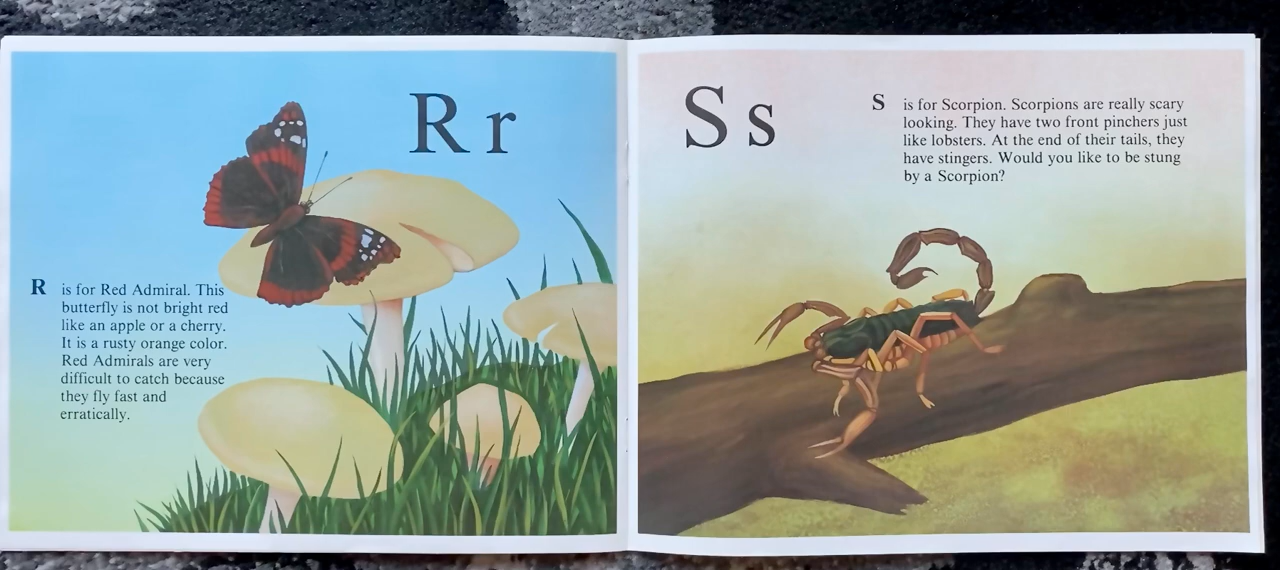 R r
R is for Red Admiral. This
butterfly is not bright red
like an apple or a cherry.
It is a rusty orange color.
Red Admirals are very
difficult to catch because
they fly fast and
erratically.
S s
S is for Scorpion. Scorpions are really scary
looking. They have two front pinchers just
like lobsters. At the end of their tails, they
have stingers. Would you like to be stung
by a Scorpion?